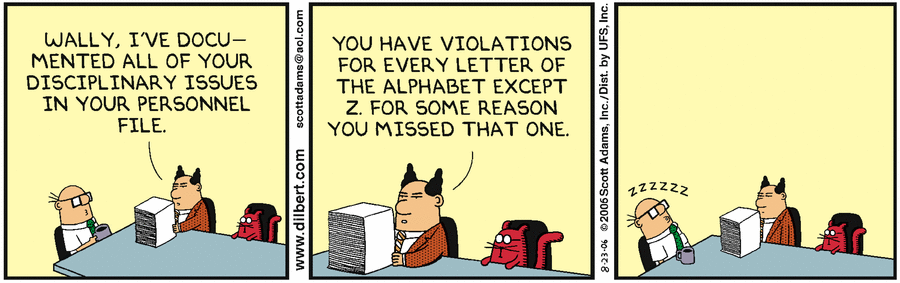 WALLY, I'VE DOCU-
MENTED ALL OF YOUR
DISCIPLINARY ISSUES
IN YOUR PERSONNEL
FILE.
scottadams@aol.com
www.dilbert.com
YOU HAVE VIOLATIONS
FOR EVERY LETTER OF
THE ALPHABET EXCEPT
Z. FOR SOME REASON
YOU MISSED THAT ONE.
8-23-06 ©2006 Scott Adams, Inc./Dist. by UFS, Inc.
ZZZZZZ